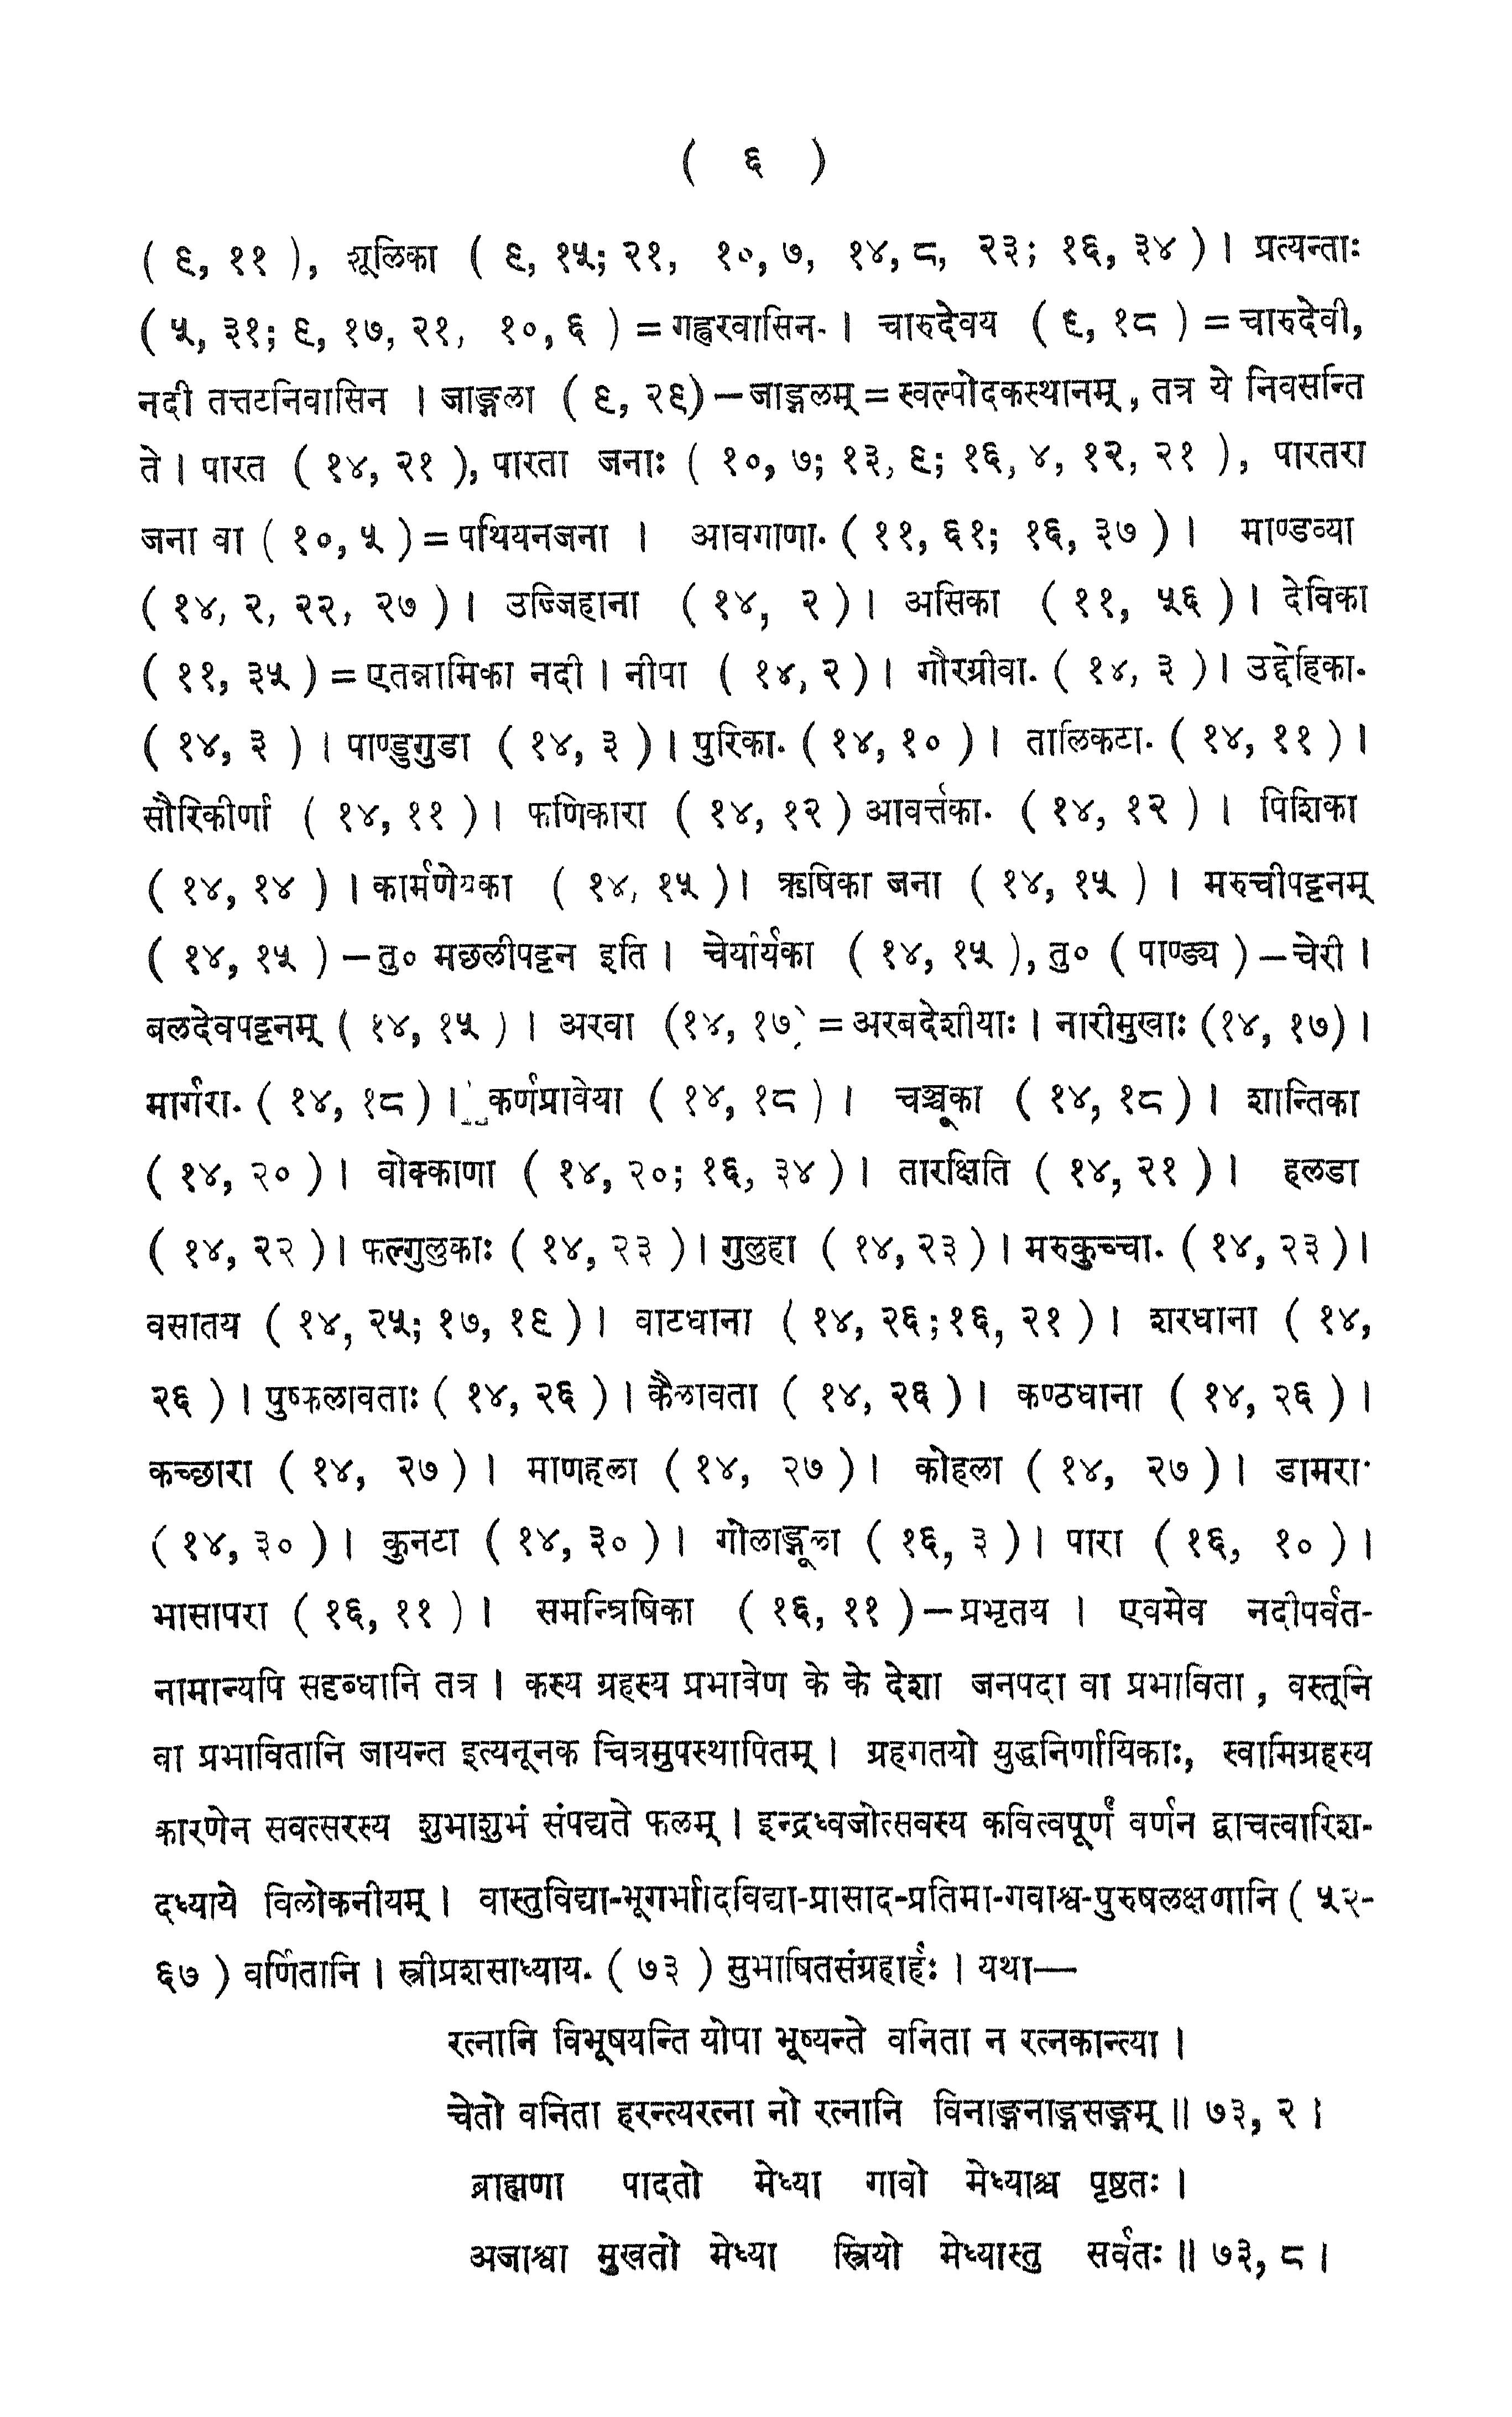 ( ६ )
( ९, ११ ), शूलिका ( ९, १५; २१, १०, ७, १४, ८, २३; १६, ३४ ) । प्रत्यन्ताः
( ५, ३१; ९, १७, २१, १०, ६ ) = गह्वरवासिन. । चारुदेवय ( ९, १८ ) = चारुदेवी,
नदी तत्तटनिवासिन । जाङ्गला ( ९, २९) — जाङ्गलम् = स्वल्पोदकस्थानम्, तत्र ये निवसन्ति
ते । पारत ( १४, २१ ), पारता जनाः ( १०, ७; १३, ९; १६, ४, १२, २१ ), पारतरा
जना वा ( १०, ५ ) = पथियनजना । आवगाणा. ( ११, ६१; १६, ३७ ) । माण्डव्या
( १४, २, २२, २७ ) । उज्जिहाना ( १४, २ ) । असिका ( ११, ५६ ) । देविका
( ११, ३५ ) = एतन्नामिका नदी । नीपा ( १४, २ ) । गौरग्रीवा. ( १४, ३ ) । उद्देहिका.
( १४, ३ ) । पाण्डुगुडा ( १४, ३ ) । पुरिका. ( १४, १० ) । तालिकटा. ( १४, ११ ) ।
सौरिकीर्णा ( १४, ११ ) । फणिकारा ( १४, १२ ) आवर्त्तका. ( १४, १२ ) । पिशिका
( १४, १४ ) । कार्मणेयका ( १४, १५ ) । ऋषिका जना ( १४, १५ ) । मरुचीपट्टनम्
( १४, १५ ) — तु० मछलीपट्टन इति । चेर्यार्यका ( १४, १५ ), तु० ( पाण्ड्य ) — चेरी ।
बलदेवपट्टनम् ( १४, १५ ) । अरवा (१४, १७) = अरबदेशीयाः । नारीमुखाः (१४, १७) ।
मार्गरा. ( १४, १८ ) । कर्णप्रावेया ( १४, १८ ) । चञ्चूका ( १४, १८ ) । शान्तिका
( १४, २० ) । वोक्काणा ( १४, २०; १६, ३४ ) । तारक्षिति ( १४, २१ ) । हलडा
( १४, २२ ) । फल्गुलुकाः ( १४, २३ ) । गुलुहा ( १४, २३ ) । मरुकुच्चा. ( १४, २३ ) ।
वसातय ( १४, २५; १७, १९ ) । वाटधाना ( १४, २६; १६, २१ ) । शरधाना ( १४,
२६ ) । पुष्कलावताः ( १४, २६ ) । कैलावता ( १४, २६ ) । कण्ठधाना ( १४, २६ ) ।
कच्छारा ( १४, २७ ) । माणहला ( १४, २७ ) । कोहला ( १४, २७ ) । डामरा.
( १४, ३० ) । कुनटा ( १४, ३० ) । गोलाङ्गूला ( १६, ३ ) । पारा ( १६, १० ) ।
भासापरा ( १६, ११ ) । समन्त्रिषिका ( १६, ११ ) — प्रभृतय । एवमेव नदीपर्वत-
नामान्यपि सदृब्धानि तत्र । कस्य ग्रहस्य प्रभावेण के के देशा जनपदा वा प्रभाविता, वस्तूनि
वा प्रभावितानि जायन्त इत्यनूनक चित्रमुपस्थापितम् । ग्रहगतयो युद्धनिर्णायिकाः, स्वामिग्रहस्य
कारणेन सवत्सरस्य शुभाशुभं संपद्यते फलम् । इन्द्रध्वजोत्सवस्य कवित्वपूर्णं वर्णन द्वाचत्वारिश-
दध्याये विलोकनीयम् । वास्तुविद्या-भूगर्भादिविद्या-प्रासाद-प्रतिमा-गवाश्व-पुरुषलक्षणानि ( ५२-
६७ ) वर्णितानि । स्त्रीप्रशसाध्याय. ( ७३ ) सुभाषितसंग्रहार्हः । यथा—
रत्नानि विभूषयन्ति योपा भूष्यन्ते वनिता न रत्नकान्त्या ।
चेतो वनिता हरन्त्यरत्ना नो रत्नानि विनाङ्गनाङ्गसङ्गम् ॥ ७३, २ ।
ब्राह्मणा पादतो मेध्या गावो मेध्याश्च पृष्ठतः ।
अजाश्वा मुखतो मेध्या स्त्रियो मेध्यास्तु सर्वतः ॥ ७३, ८ ।